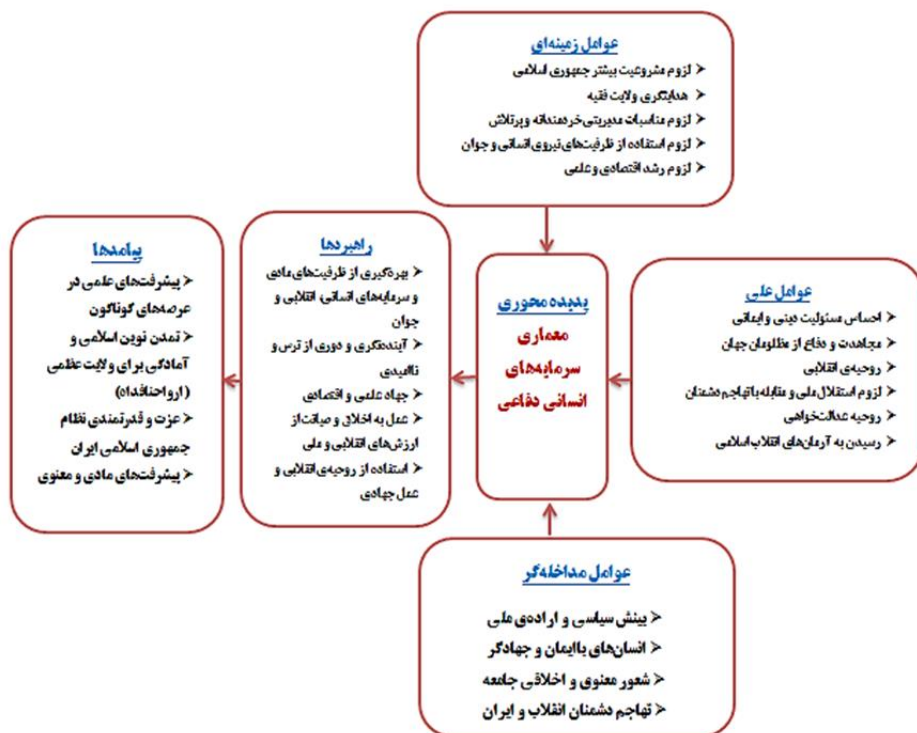 عوامل زمینه‌ای
➤ لزوم مشروعیت بیشتر جمهوری اسلامی
➤ هدایتگری ولایت فقیه
➤ لزوم مناسبات مدیریتی خردمندانه و پرتلاش
➤ لزوم استفاده از ظرفیت‌های نیروی انسانی و جوان
➤ لزوم رشد اقتصادی و علمی
عوامل علی
➤ احساس مسئولیت دینی و ایمانی
➤ مجاهدت و دفاع از مظلومان جهان
➤ روحیه‌ی انقلابی
➤ لزوم استقلال ملی و مقابله با تهاجم دشمنان
➤ روحیه عدالت‌خواهی
➤ رسیدن به آرمان‌های انقلاب اسلامی
پدیده محوری
معماری
سرمایه‌های
انسانی دفاعی
راهبردها
➤ بهره‌گیری از ظرفیت‌های مادی
و سرمایه‌های انسانی، انقلابی و
جوان
➤ آینده‌نگری و دوری از ترس و
ناامیدی
➤ جهاد علمی و اقتصادی
➤ عمل به اخلاق و صیانت از
ارزش‌های انقلابی و ملی
➤ استفاده از روحیه‌ی انقلابی و
عمل جهادی
پیامدها
➤ پیشرفت‌های علمی در
عرصه‌های گوناگون
➤ تمدن نوین اسلامی و
آمادگی برای ولایت عظمی
(ارواحنافداه)
➤ عزت و قدرتمندی نظام
جمهوری اسلامی ایران
➤ پیشرفت‌های مادی و معنوی
عوامل مداخله‌گر
➤ بینش سیاسی و اراده‌ی ملی
➤ انسان‌های باایمان و جهادگر
➤ شعور معنوی و اخلاقی جامعه
➤ تهاجم دشمنان انقلاب و ایران